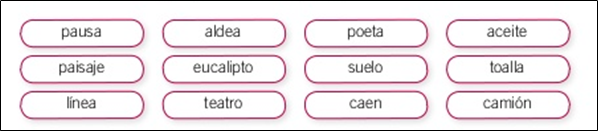 pausa aldea poeta aceite
paisaje eucalipto suelo toalla
línea teatro caen camión